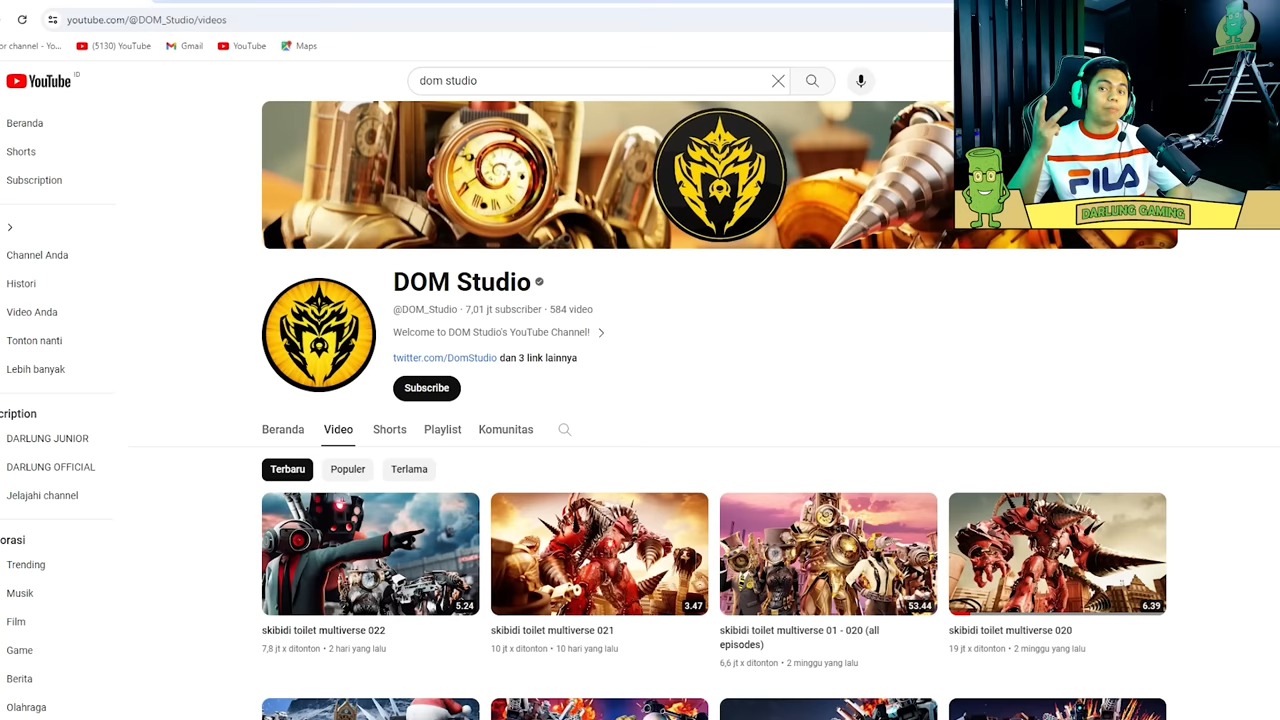 youtube.com/@DOM_Studio/videos
or channel - Yo...
(5130) YouTube
Gmail
YouTube
Maps
YouTube ID
dom studio
Beranda
Shorts
Subscription
Channel Anda
Histori
Video Anda
Tonton nanti
Lebih banyak
cription
DARLUNG JUNIOR
DARLUNG OFFICIAL
Jelajahi channel
orasi
Trending
Musik
Film
Game
Berita
Olahraga
FILA
DARLUNG GAMING
DOM Studio
@DOM_Studio · 7,01 jt subscriber · 584 video
Welcome to DOM Studio's YouTube Channel!
twitter.com/DomStudio dan 3 link lainnya
Subscribe
Beranda
Video
Shorts
Playlist
Komunitas
Terbaru
Populer
Terlama
5.24
3.47
53.44
6.39
skibidi toilet multiverse 022
7,8 jt x ditonton • 2 hari yang lalu
skibidi toilet multiverse 021
10 jt x ditonton • 10 hari yang lalu
skibidi toilet multiverse 01 - 020 (all
episodes)
6,6 jt x ditonton • 2 minggu yang lalu
skibidi toilet multiverse 020
19 jt x ditonton • 2 minggu yang lalu